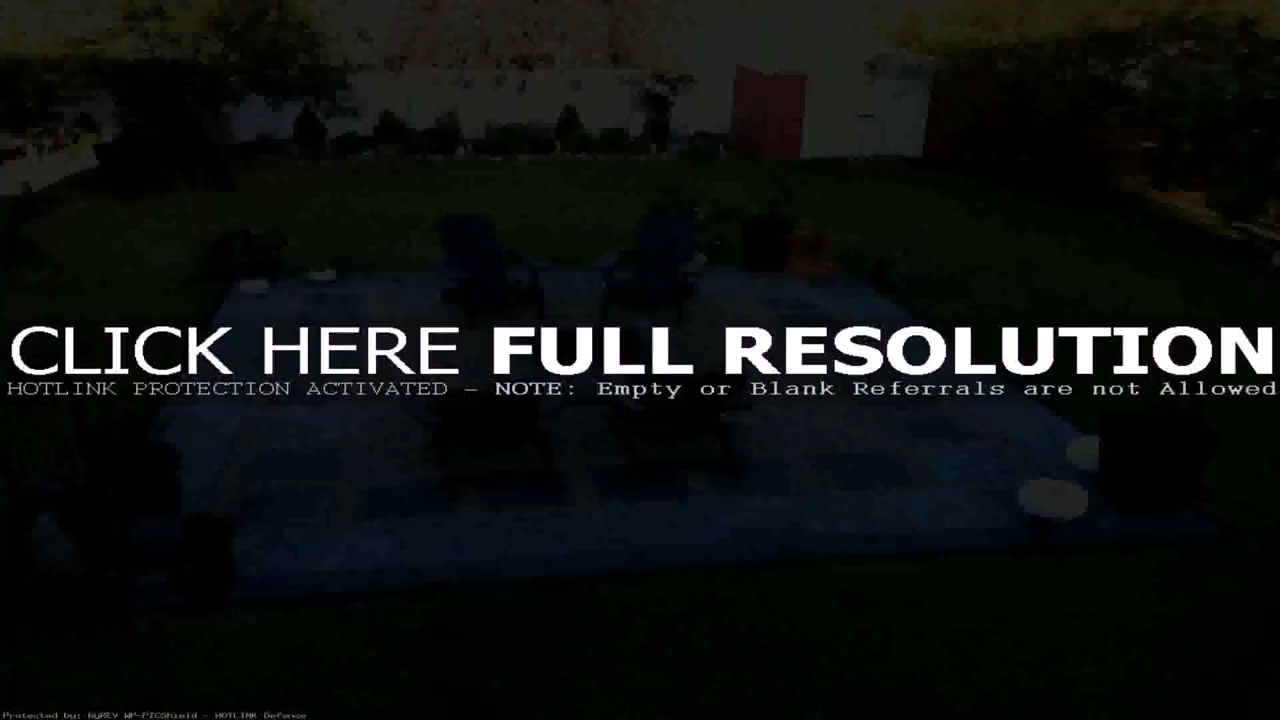 CLICK HERE FULL RESOLUTION
HOTLINK PROTECTION ACTIVATED - NOTE: Empty or Blank Referrals are not Allowed
Protected by: ByREV WP-PICShield - HOTLINK Defence